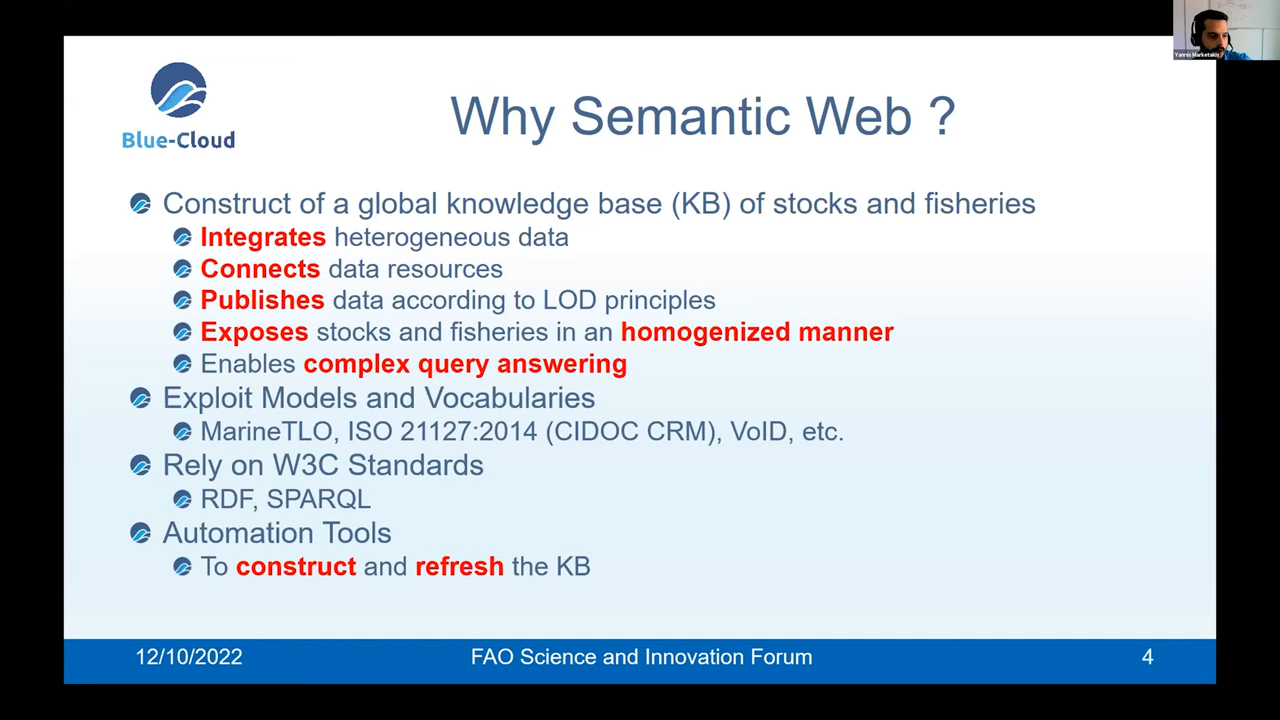 Yannis Marketakis
Blue-Cloud
Why Semantic Web ?
Construct of a global knowledge base (KB) of stocks and fisheries
Integrates heterogeneous data
Connects data resources
Publishes data according to LOD principles
Exposes stocks and fisheries in an homogenized manner
Enables complex query answering
Exploit Models and Vocabularies
MarineTLO, ISO 21127:2014 (CIDOC CRM), VoID, etc.
Rely on W3C Standards
RDF, SPARQL
Automation Tools
To construct and refresh the KB
12/10/2022 FAO Science and Innovation Forum 4